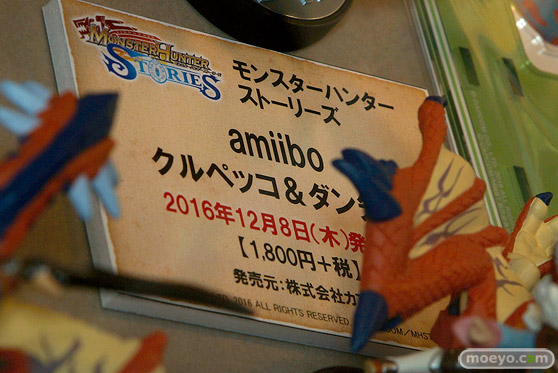 MONSTER HUNTER
STORIES
モンスターハンター
ストーリーズ
amiibo
クルペッコ&ダン
2016年12月8日(木)発
【1,800円+税】
発売元:株式会社カ
2016 ALL RIGHTS RESERVED.
COM/MHST
moeyo.com